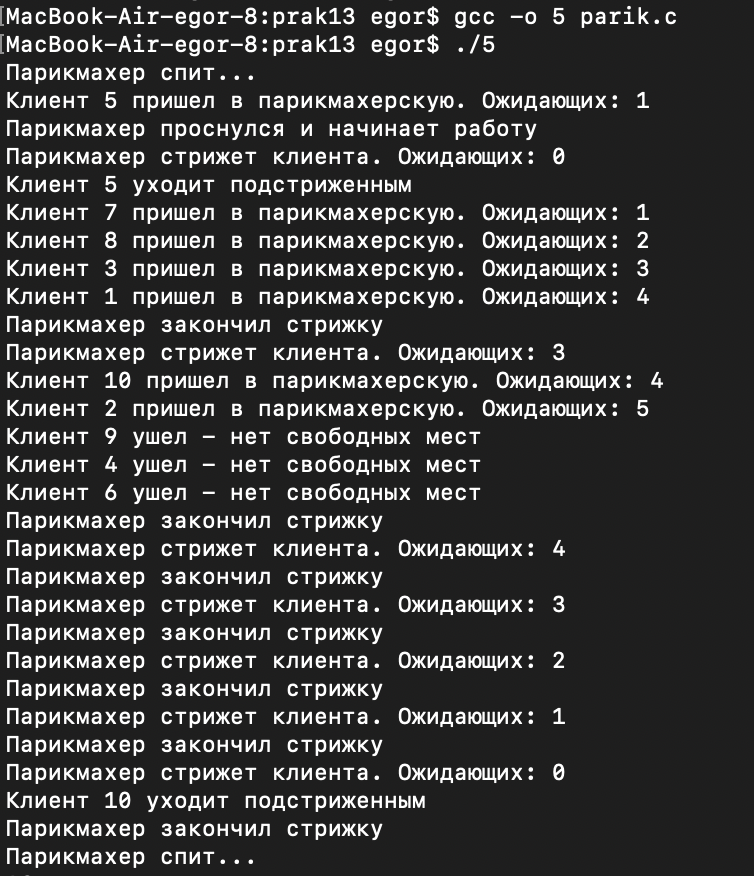 [MacBook-Air-egor-8:prak13 egor$ gcc -o 5 parik.c
[MacBook-Air-egor-8:prak13 egor$ ./5
Парикмахер спит...
Клиент 5 пришел в парикмахерскую. Ожидающих: 1
Парикмахер проснулся и начинает работу
Парикмахер стрижет клиента. Ожидающих: 0
Клиент 5 уходит подстриженным
Клиент 7 пришел в парикмахерскую. Ожидающих: 1
Клиент 8 пришел в парикмахерскую. Ожидающих: 2
Клиент 3 пришел в парикмахерскую. Ожидающих: 3
Клиент 1 пришел в парикмахерскую. Ожидающих: 4
Парикмахер закончил стрижку
Парикмахер стрижет клиента. Ожидающих: 3
Клиент 10 пришел в парикмахерскую. Ожидающих: 4
Клиент 2 пришел в парикмахерскую. Ожидающих: 5
Клиент 9 ушел - нет свободных мест
Клиент 4 ушел - нет свободных мест
Клиент 6 ушел - нет свободных мест
Парикмахер закончил стрижку
Парикмахер стрижет клиента. Ожидающих: 4
Парикмахер закончил стрижку
Парикмахер стрижет клиента. Ожидающих: 3
Парикмахер закончил стрижку
Парикмахер стрижет клиента. Ожидающих: 2
Парикмахер закончил стрижку
Парикмахер стрижет клиента. Ожидающих: 1
Парикмахер закончил стрижку
Парикмахер стрижет клиента. Ожидающих: 0
Клиент 10 уходит подстриженным
Парикмахер закончил стрижку
Парикмахер спит...